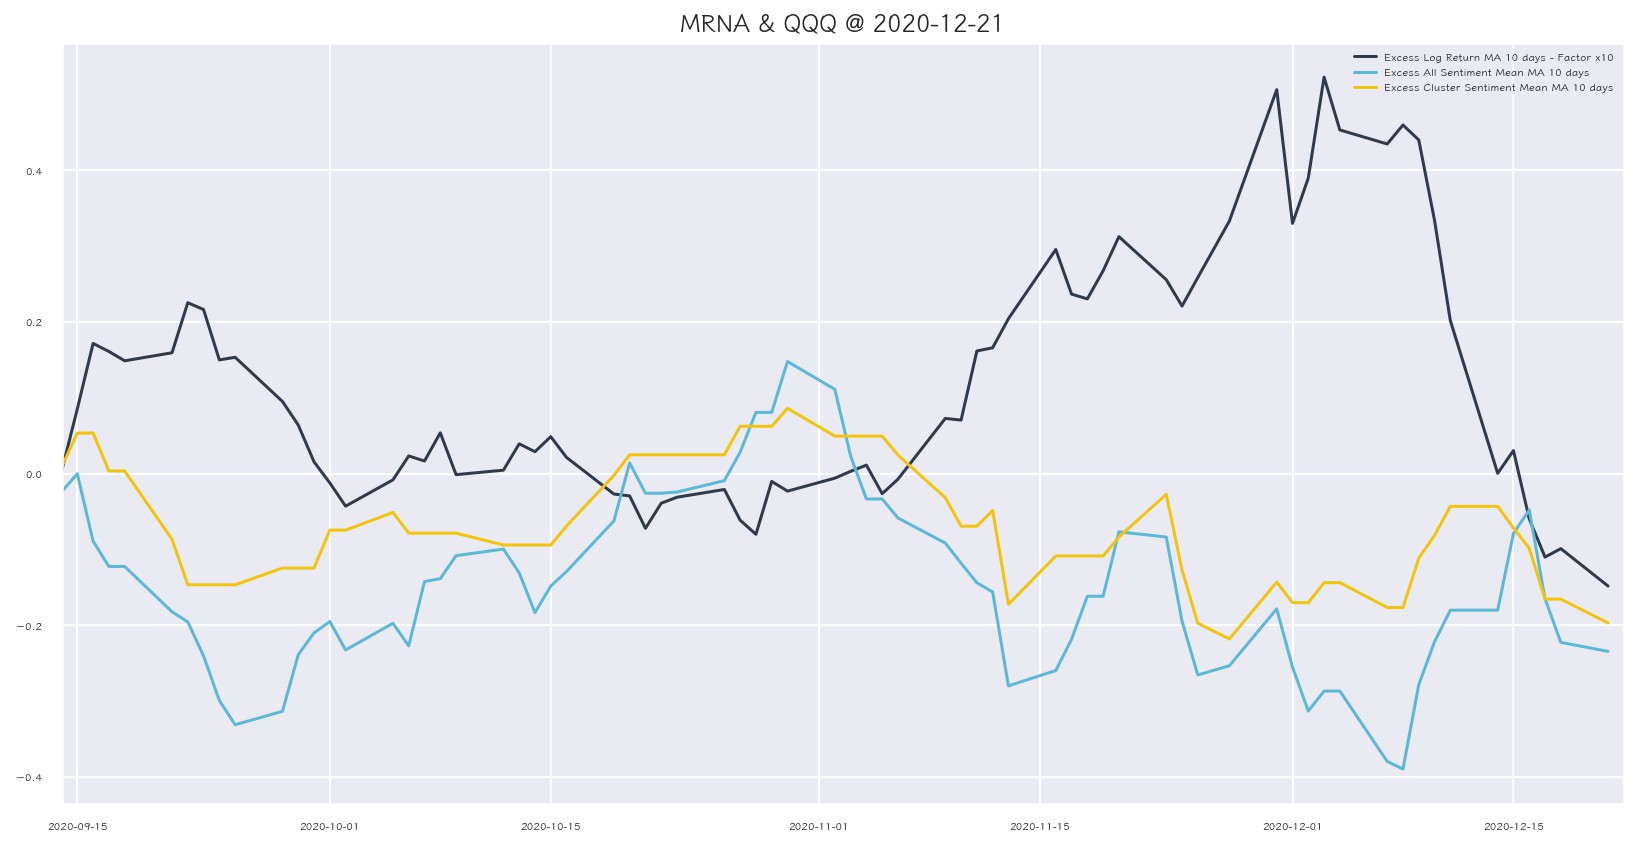 MRNA & QQQ @ 2020-12-21
Excess Log Return MA 10 days - Factor x10
Excess All Sentiment Mean MA 10 days
Excess Cluster Sentiment Mean MA 10 days
0.4
0.2
0.0
−0.2
−0.4
2020-09-15 2020-10-01 2020-10-15 2020-11-01 2020-11-15 2020-12-01 2020-12-15